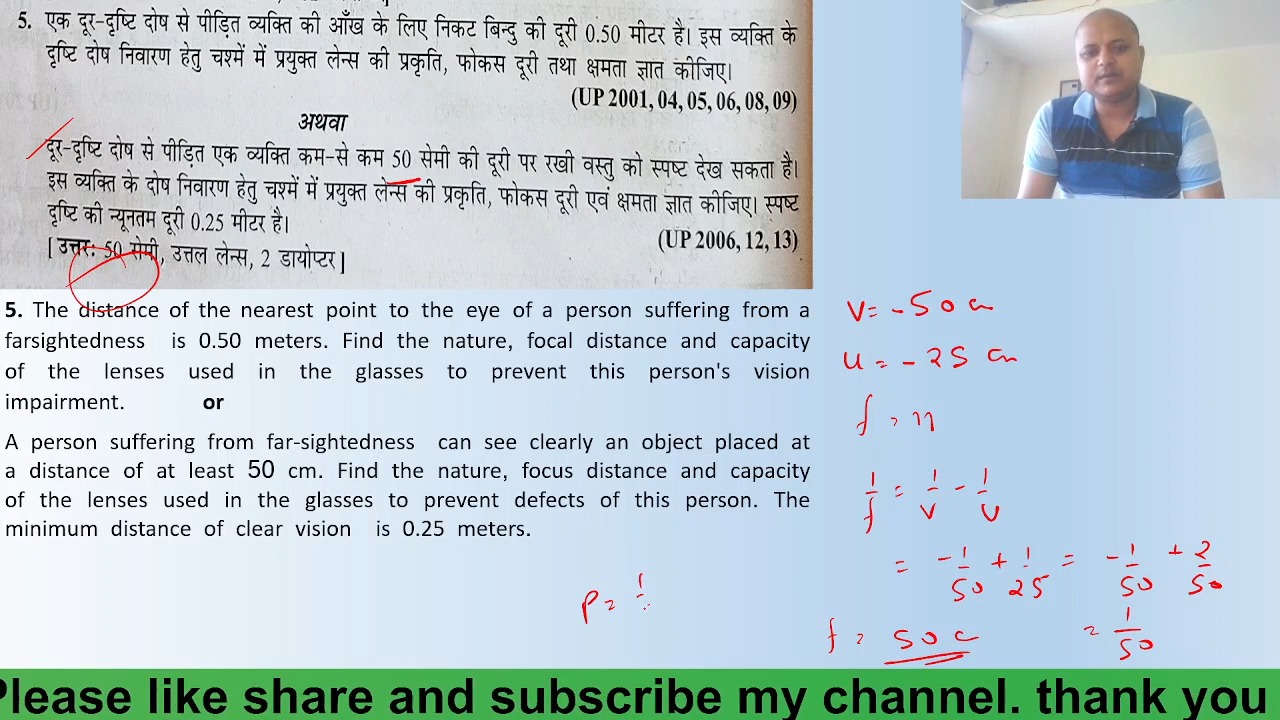 5. एक दूर-दृष्टि दोष से पीड़ित व्यक्ति की आँख के लिए निकट बिन्दु की दूरी 0.50 मीटर है। इस व्यक्ति के
दृष्टि दोष निवारण हेतु चश्में में प्रयुक्त लेन्स की प्रकृति, फोकस दूरी तथा क्षमता ज्ञात कीजिए।
(UP 2001, 04, 05, 06, 08, 09)
अथवा
दूर-दृष्टि दोष से पीड़ित एक व्यक्ति कम-से कम 50 सेमी की दूरी पर रखी वस्तु को स्पष्ट देख सकता है।
इस व्यक्ति के दोष निवारण हेतु चश्में में प्रयुक्त लेन्स की प्रकृति, फोकस दूरी एवं क्षमता ज्ञात कीजिए। स्पष्ट
दृष्टि की न्यूनतम दूरी 0.25 मीटर है।
(UP 2006, 12, 13)
[उत्तर: 50 सेमी, उत्तल लेन्स, 2 डायोप्टर]
5. The distance of the nearest point to the eye of a person suffering from a
farsightedness is 0.50 meters. Find the nature, focal distance and capacity
of the lenses used in the glasses to prevent this person's vision
impairment. or
A person suffering from far-sightedness can see clearly an object placed at
a distance of at least 50 cm. Find the nature, focus distance and capacity
of the lenses used in the glasses to prevent defects of this person. The
minimum distance of clear vision is 0.25 meters.
v = -50 c
u = -25 cm
f = η
1/f = 1/v - 1/u
= -1/50 + 1/25 = -1/50 + 2/50
= 1/50
f = 50 c
P = 1
Please like share and subscribe my channel. thank you